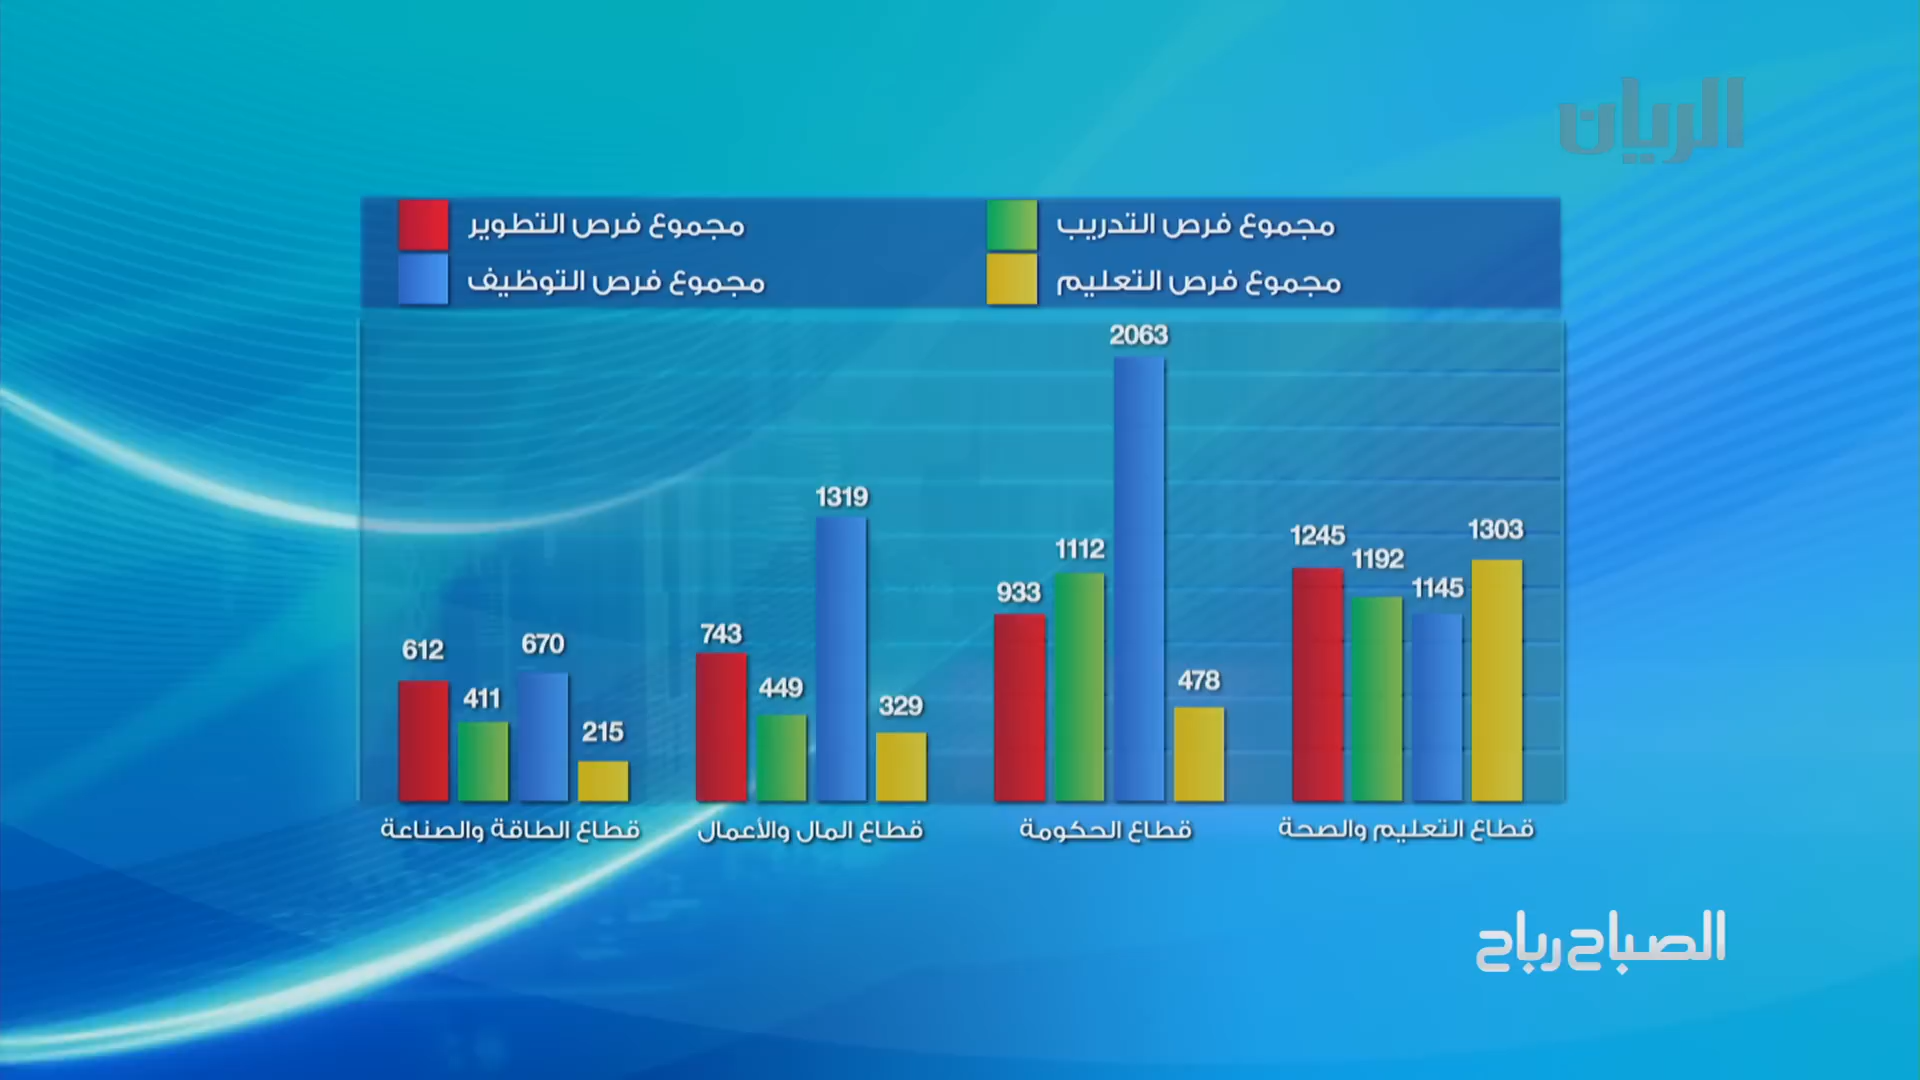 الريان
مجموع فرص التدريب
مجموع فرص التطوير
مجموع فرص التعليم
مجموع فرص التوظيف
2063
1319
1303
1245
1192
1145
1112
933
743
670
612
478
449
411
329
215
قطاع التعليم والصحة
قطاع الحكومة
قطاع المال والأعمال
قطاع الطاقة والصناعة
الصباح رباح